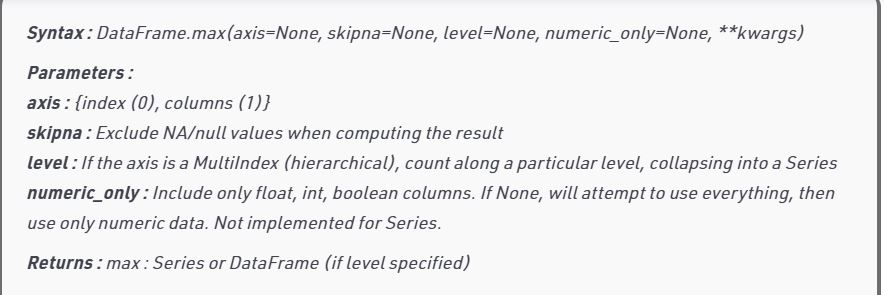 Syntax : DataFrame.max(axis=None, skipna=None, level=None, numeric_only=None, **kwargs)
Parameters :
axis : {index (0), columns (1)}
skipna : Exclude NA/null values when computing the result
level : If the axis is a MultiIndex (hierarchical), count along a particular level, collapsing into a Series
numeric_only : Include only float, int, boolean columns. If None, will attempt to use everything, then
use only numeric data. Not implemented for Series.
Returns : max : Series or DataFrame (if level specified)